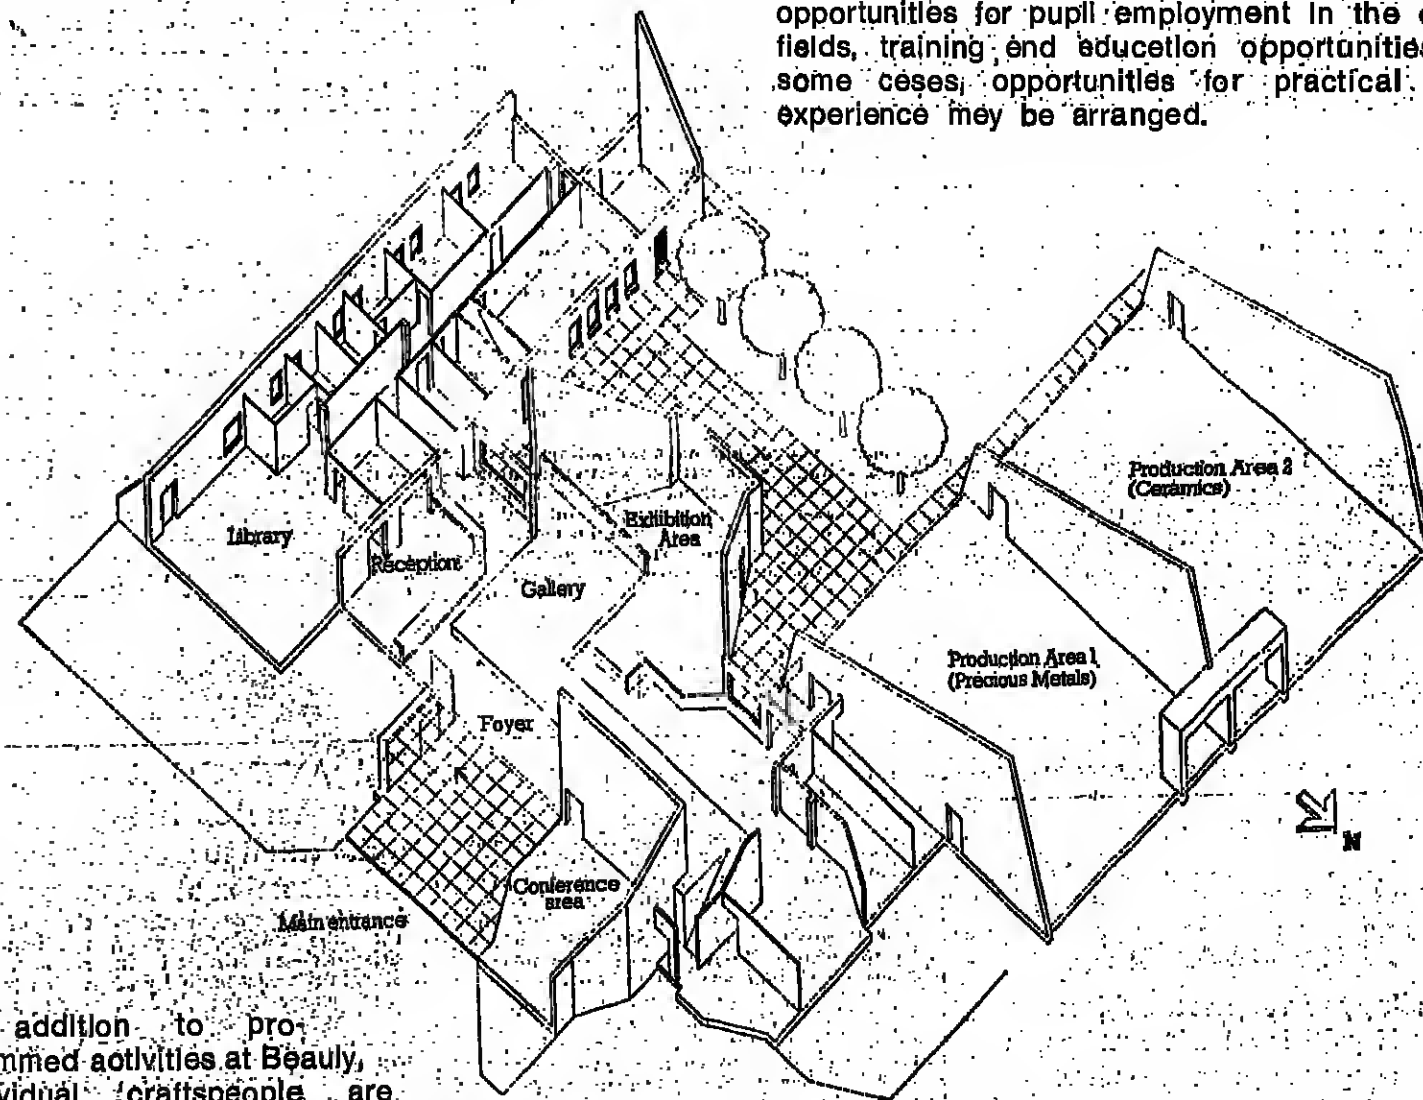 opportunities for pupil employment in the
fields, training end educetion opportunities
some ceses, opportunities for practical
experience mey be arranged.
Production Area 2
(Ceramics)
Library
Reception
Exhibition
Area
Gallery
Production Area 1
(Precious Metals)
Foyer
N
Conference
area
Main entrance
addition to pro-
mmed activities at Beauly,
vidual craftspeople are